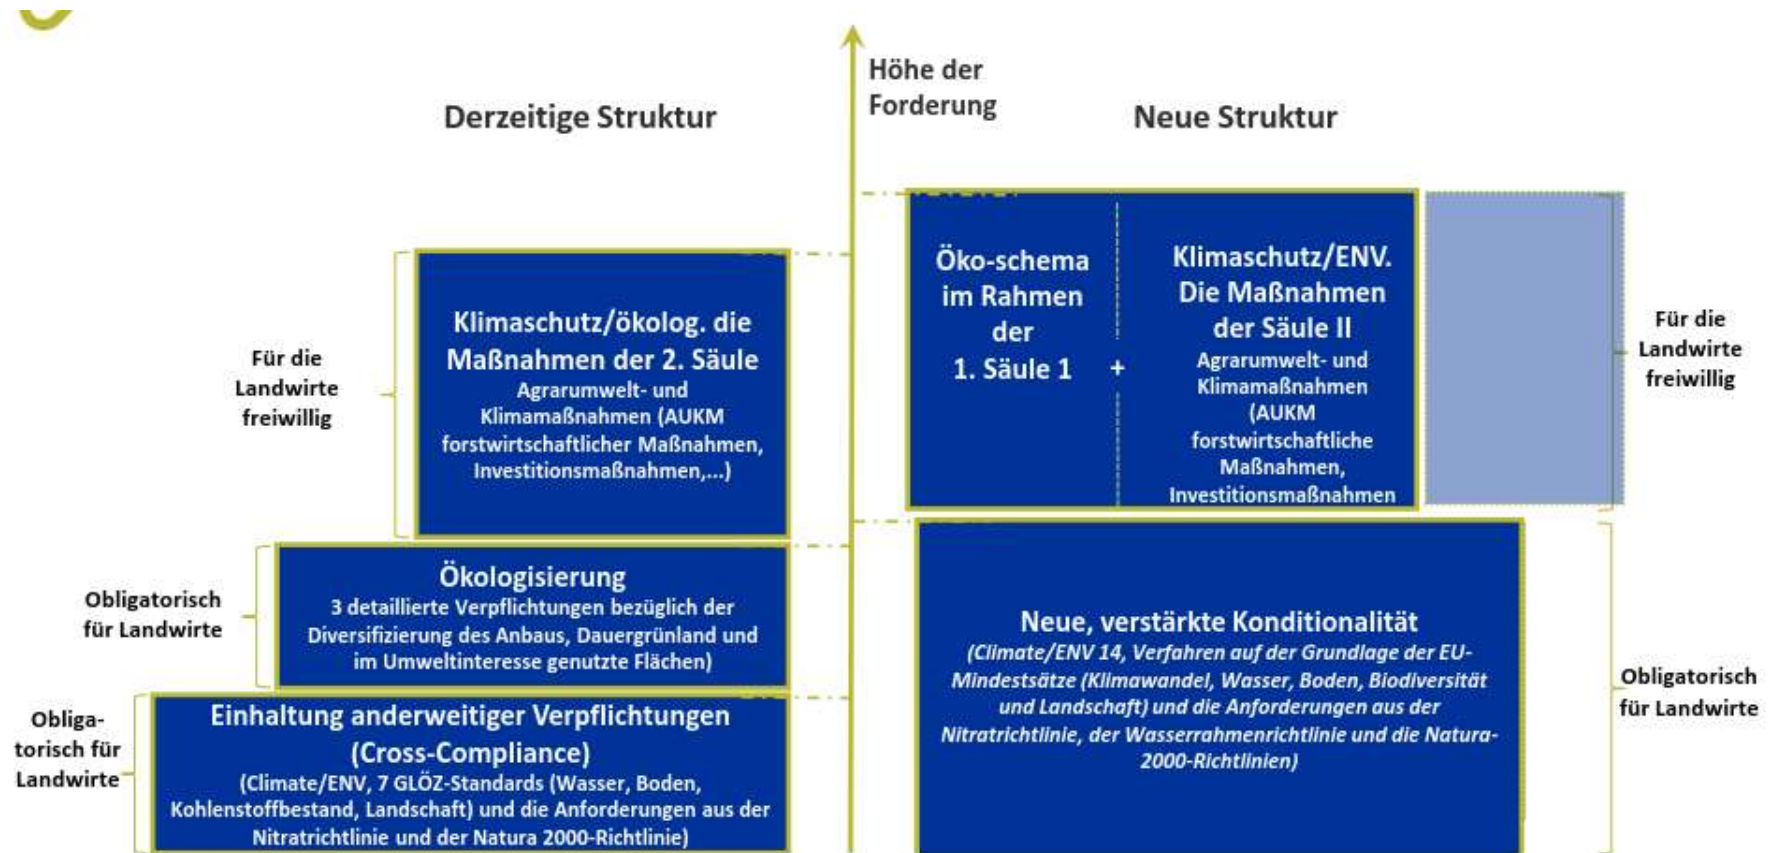 Höhe der
Forderung
Derzeitige Struktur
Neue Struktur
Für die
Landwirte
freiwillig
Klimaschutz/ökolog. die
Maßnahmen der 2. Säule
Agrarumwelt- und
Klimamaßnahmen (AUKM
forstwirtschaftlicher Maßnahmen,
Investitionsmaßnahmen,...)
Obligatorisch
für Landwirte
Ökologisierung
3 detaillierte Verpflichtungen bezüglich der
Diversifizierung des Anbaus, Dauergrünland und
im Umweltinteresse genutzte Flächen)
Obliga-
torisch für
Landwirte
Einhaltung anderweitiger Verpflichtungen
(Cross-Compliance)
(Climate/ENV, 7 GLÖZ-Standards (Wasser, Boden,
Kohlenstoffbestand, Landschaft) und die Anforderungen aus der
Nitratrichtlinie und der Natura 2000-Richtlinie)
Öko-schema
im Rahmen
der
1. Säule 1
+
Klimaschutz/ENV.
Die Maßnahmen
der Säule II
Agrarumwelt- und
Klimamaßnahmen
(AUKM
forstwirtschaftliche
Maßnahmen,
Investitionsmaßnahmen
Für die
Landwirte
freiwillig
Neue, verstärkte Konditionalität
(Climate/ENV 14, Verfahren auf der Grundlage der EU-
Mindestsätze (Klimawandel, Wasser, Boden, Biodiversität
und Landschaft) und die Anforderungen aus der
Nitratrichtlinie, der Wasserrahmenrichtlinie und die Natura-
2000-Richtlinien)
Obligatorisch
für Landwirte